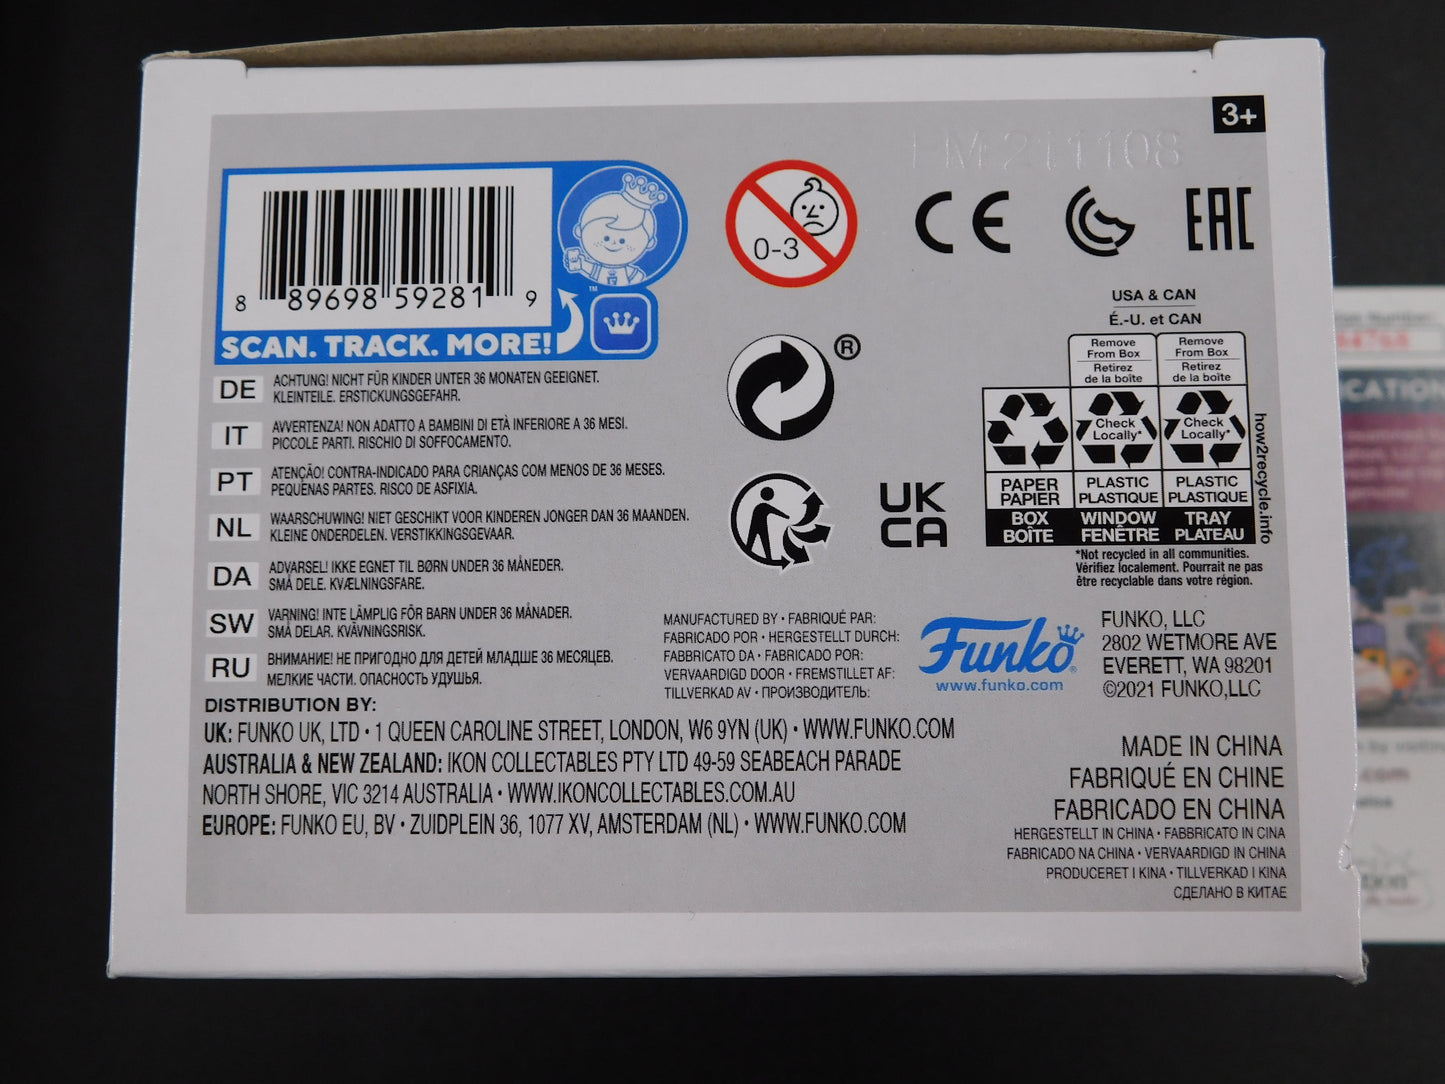 3+
PM 211108
8 89698 59281 9
SCAN. TRACK. MORE!
™
0-3
CE
EAC
USA & CAN
É.-U. et CAN
Remove
From Box
Retirez
de la boîte
Remove
From Box
Retirez
de la boîte
Check
Locally*
Check
Locally*
PAPER
PAPIER
PLASTIC
PLASTIQUE
PLASTIC
PLASTIQUE
BOX
BOÎTE
WINDOW
FENÊTRE
TRAY
PLATEAU
how2recycle.info
*Not recycled in all communities.
Vérifiez localement. Pourrait ne pas
être recyclable dans votre région.
®
UK
CA
DE ACHTUNG! NICHT FÜR KINDER UNTER 36 MONATEN GEEIGNET.
KLEINTEILE. ERSTICKUNGSGEFAHR.
IT AVVERTENZA! NON ADATTO A BAMBINI DI ETÀ INFERIORE A 36 MESI.
PICCOLE PARTI. RISCHIO DI SOFFOCAMENTO.
PT ATENÇÃO! CONTRA-INDICADO PARA CRIANÇAS COM MENOS DE 36 MESES.
PEQUENAS PARTES. RISCO DE ASFIXIA.
NL WAARSCHUWING! NIET GESCHIKT VOOR KINDEREN JONGER DAN 36 MAANDEN.
KLEINE ONDERDELEN. VERSTIKKINGSGEVAAR.
DA ADVARSEL! IKKE EGNET TIL BØRN UNDER 36 MÅNEDER.
SMÅ DELE. KVÆLNINGSFARE.
SW VARNING! INTE LÄMPLIG FÖR BARN UNDER 36 MÅNADER.
SMÅ DELAR. KVÄVNINGSRISK.
RU ВНИМАНИЕ! НЕ ПРИГОДНО ДЛЯ ДЕТЕЙ МЛАДШЕ 36 МЕСЯЦЕВ.
МЕЛКИЕ ЧАСТИ. ОПАСНОСТЬ УДУШЬЯ.
MANUFACTURED BY • FABRIQUÉ PAR:
FABRICADO POR • HERGESTELLT DURCH:
FABBRICATO DA • FABRICADO POR:
VERVAARDIGD DOOR • FREMSTILLET AF:
TILLVERKAD AV • ПРОИЗВОДИТЕЛЬ:
Funko®
www.funko.com
FUNKO, LLC
2802 WETMORE AVE
EVERETT, WA 98201
©2021 FUNKO,LLC
DISTRIBUTION BY:
UK: FUNKO UK, LTD • 1 QUEEN CAROLINE STREET, LONDON, W6 9YN (UK) • WWW.FUNKO.COM
AUSTRALIA & NEW ZEALAND: IKON COLLECTABLES PTY LTD 49-59 SEABEACH PARADE
NORTH SHORE, VIC 3214 AUSTRALIA • WWW.IKONCOLLECTABLES.COM.AU
EUROPE: FUNKO EU, BV • ZUIDPLEIN 36, 1077 XV, AMSTERDAM (NL) • WWW.FUNKO.COM
MADE IN CHINA
FABRIQUÉ EN CHINE
FABRICADO EN CHINA
HERGESTELLT IN CHINA • FABBRICATO IN CINA
FABRICADO NA CHINA • VERVAARDIGD IN CHINA
PRODUCERET I KINA • TILLVERKAD I KINA
СДЕЛАНО В КИТАЕ